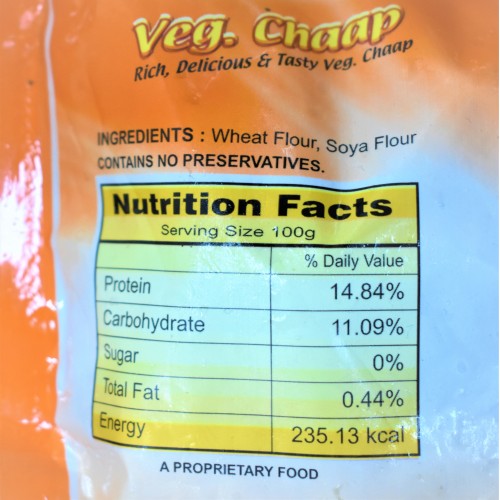 Veg. Chaap
Rich, Delicious & Tasty Veg. Chaap
INGREDIENTS : Wheat Flour, Soya Flour
CONTAINS NO PRESERVATIVES.
Nutrition Facts
Serving Size 100g
% Daily Value
Protein 14.84%
Carbohydrate 11.09%
Sugar 0%
Total Fat 0.44%
Energy 235.13 kcal
A PROPRIETARY FOOD